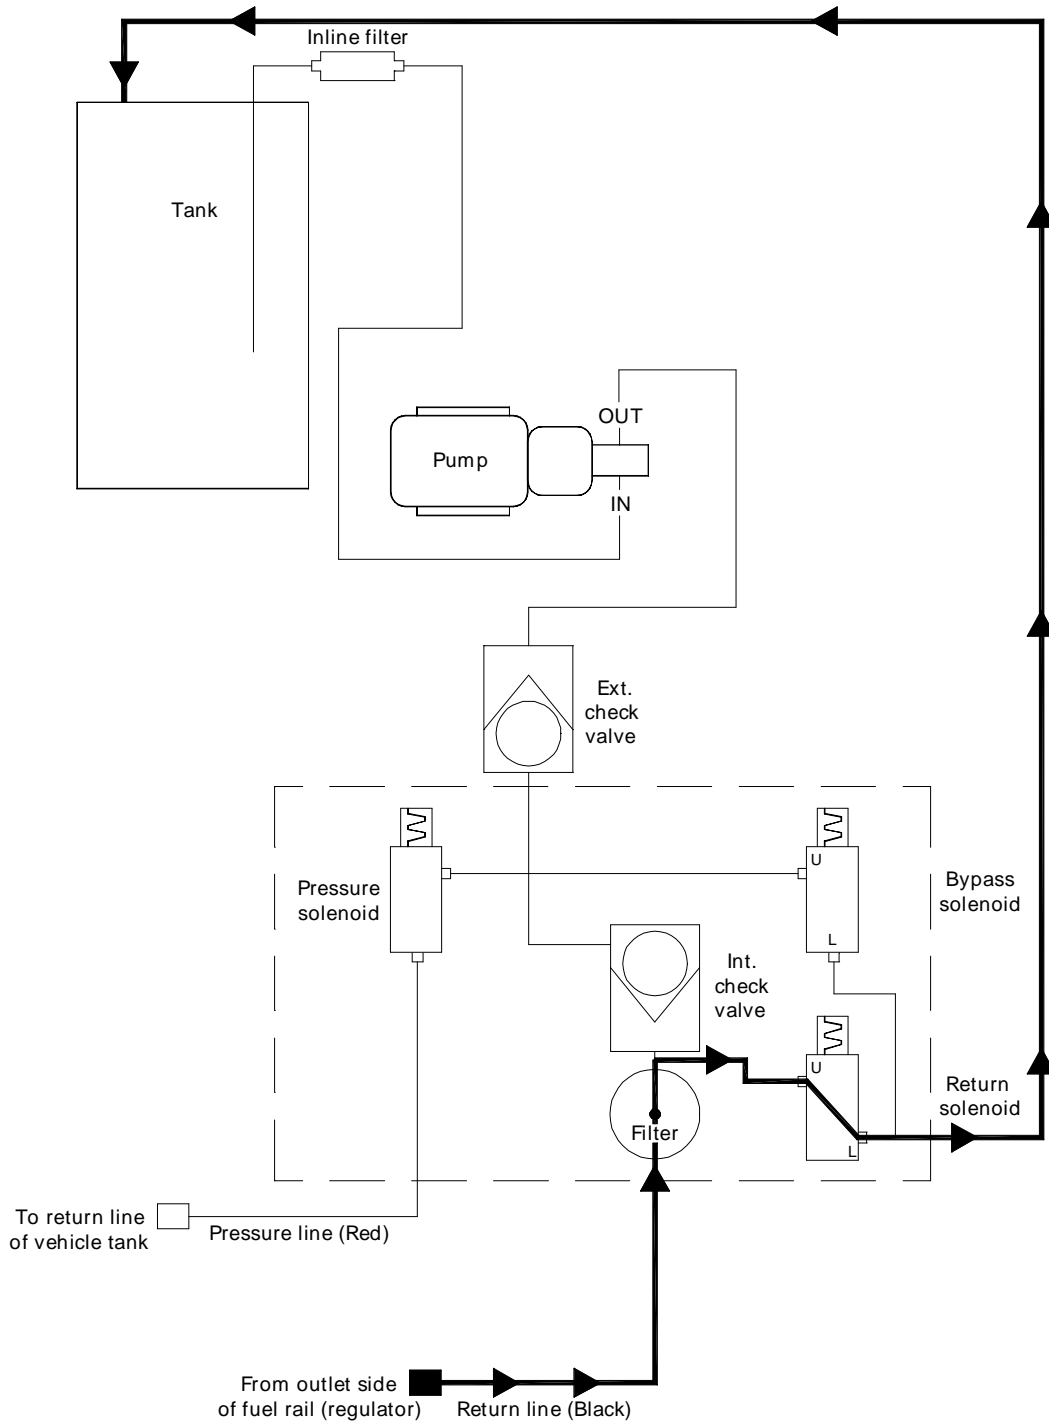 Inline filter
Tank
OUT
Pump
IN
Ext.
check
valve
U
Pressure
solenoid
Bypass
solenoid
L
Int.
check
valve
U
Return
solenoid
Filter
L
To return line
of vehicle tank
Pressure line (Red)
From outlet side
of fuel rail (regulator)
Return line (Black)